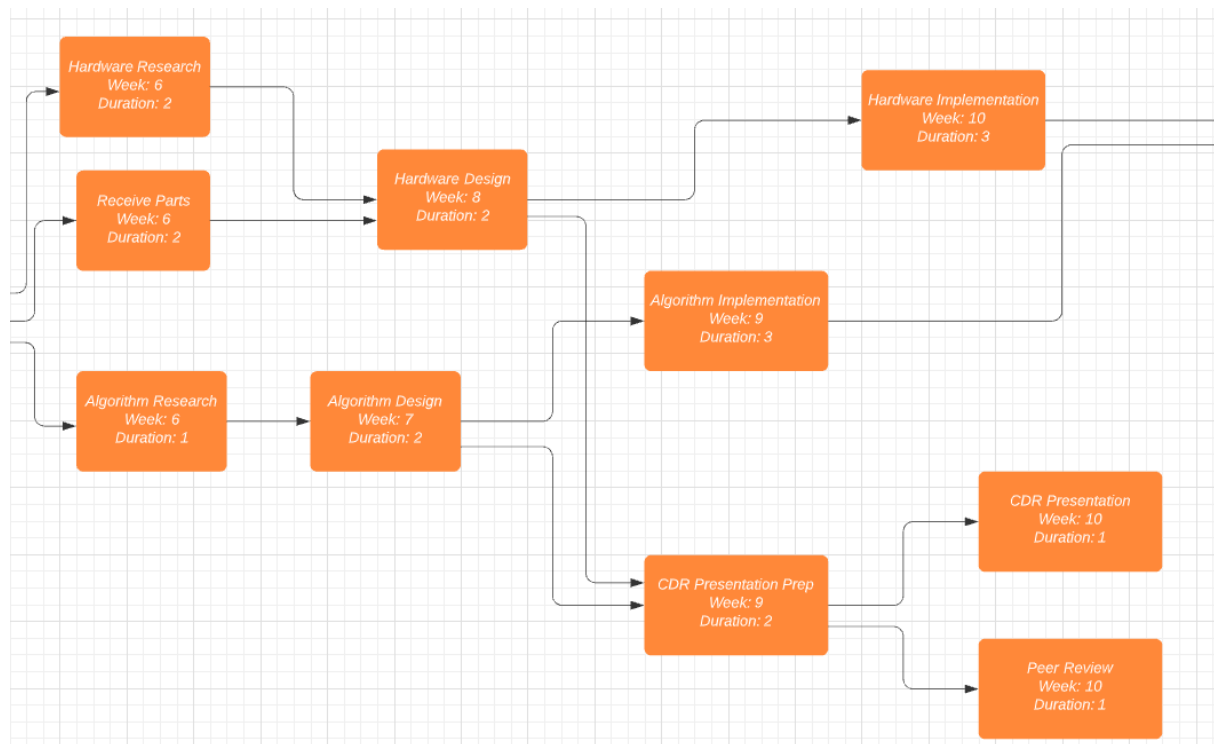 Hardware Research
Week: 6
Duration: 2
Receive Parts
Week: 6
Duration: 2
Algorithm Research
Week: 6
Duration: 1
Algorithm Design
Week: 7
Duration: 2
Hardware Design
Week: 8
Duration: 2
Hardware Implementation
Week: 10
Duration: 3
Algorithm Implementation
Week: 9
Duration: 3
CDR Presentation Prep
Week: 9
Duration: 2
CDR Presentation
Week: 10
Duration: 1
Peer Review
Week: 10
Duration: 1